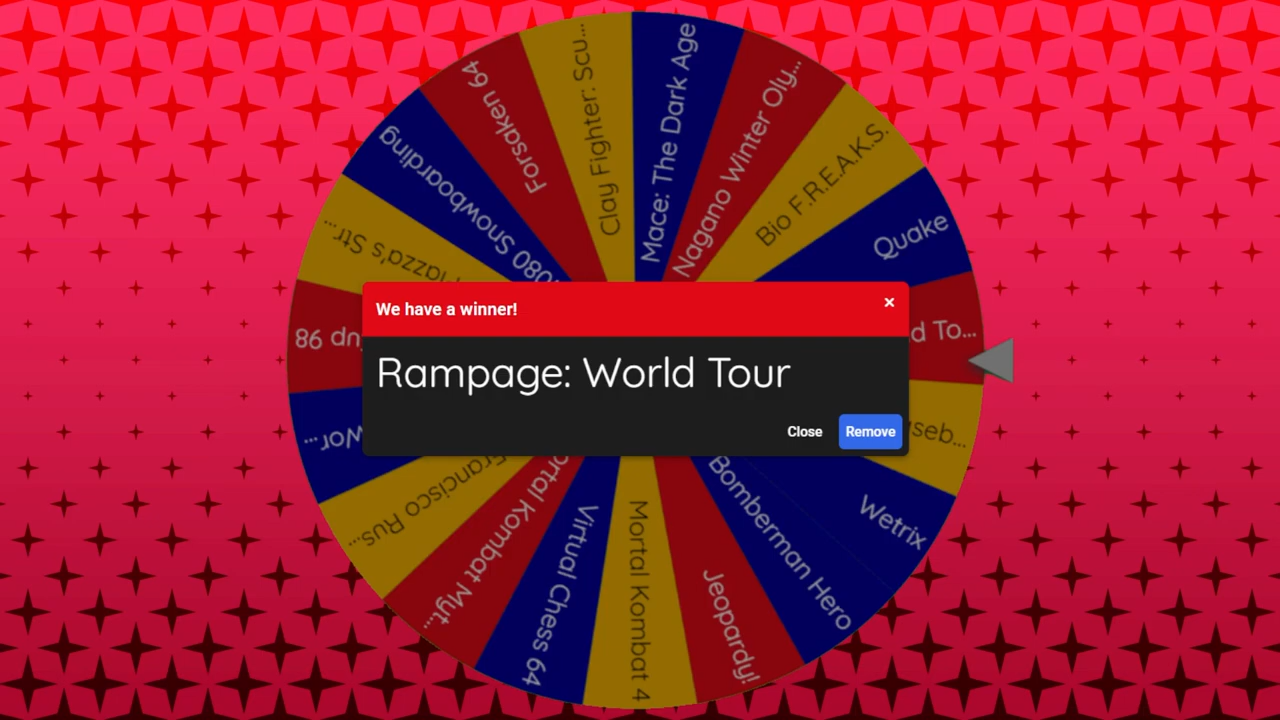 We have a winner!
×
Rampage: World Tour
Close
Remove
Clay Fighter: Scu...
Mace: The Dark Age
Nagano Winter Oly...
Bio F.R.E.A.K.S.
Quake
d To...
seb...
Wetrix
Bomberman Hero
Jeopardy!
Mortal Kombat 4
Virtual Chess 64
ortal Kombat Myt...
Francisco Rus...
Wor...
up 98
Piazza's Str...
1080 Snowboarding
Forsaken 64